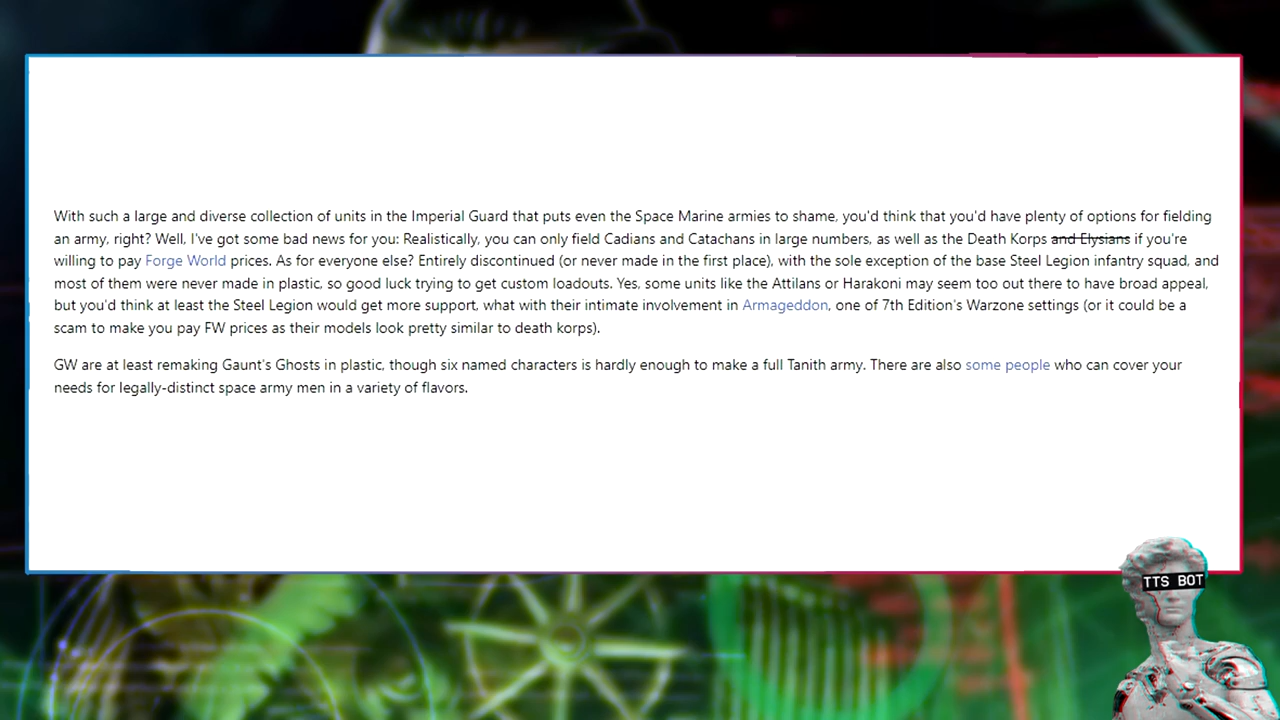 With such a large and diverse collection of units in the Imperial Guard that puts even the Space Marine armies to shame, you'd think that you'd have plenty of options for fielding
an army, right? Well, I've got some bad news for you: Realistically, you can only field Cadians and Catachans in large numbers, as well as the Death Korps and Elysians if you're
willing to pay Forge World prices. As for everyone else? Entirely discontinued (or never made in the first place), with the sole exception of the base Steel Legion infantry squad, and
most of them were never made in plastic, so good luck trying to get custom loadouts. Yes, some units like the Attilans or Harakoni may seem too out there to have broad appeal,
but you'd think at least the Steel Legion would get more support, what with their intimate involvement in Armageddon, one of 7th Edition's Warzone settings (or it could be a
scam to make you pay FW prices as their models look pretty similar to death korps).
GW are at least remaking Gaunt's Ghosts in plastic, though six named characters is hardly enough to make a full Tanith army. There are also some people who can cover your
needs for legally-distinct space army men in a variety of flavors.
TTS BOT